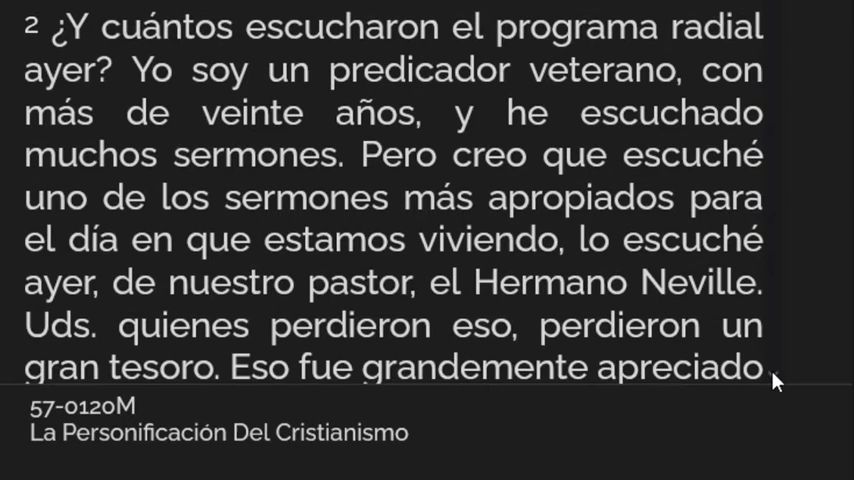 2 ¿Y cuántos escucharon el programa radial
ayer? Yo soy un predicador veterano, con
más de veinte años, y he escuchado
muchos sermones. Pero creo que escuché
uno de los sermones más apropiados para
el día en que estamos viviendo, lo escuché
ayer, de nuestro pastor, el Hermano Neville.
Uds. quienes perdieron eso, perdieron un
gran tesoro. Eso fue grandemente apreciado
57-0120M
La Personificación Del Cristianismo